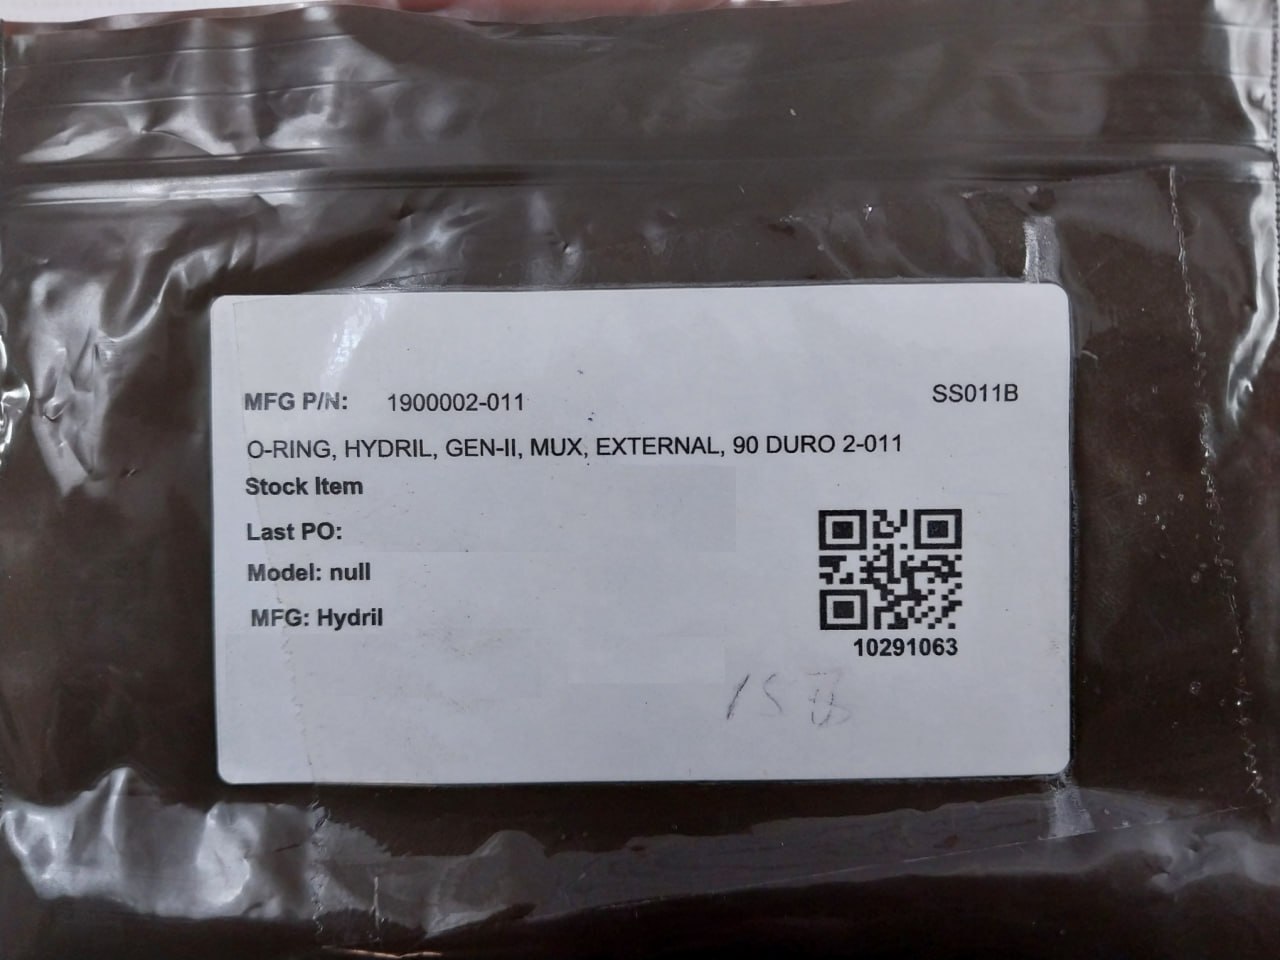 MFG P/N: 1900002-011 SS011B
O-RING, HYDRIL, GEN-II, MUX, EXTERNAL, 90 DURO 2-011
Stock Item
Last PO:
Model: null
MFG: Hydril
10291063